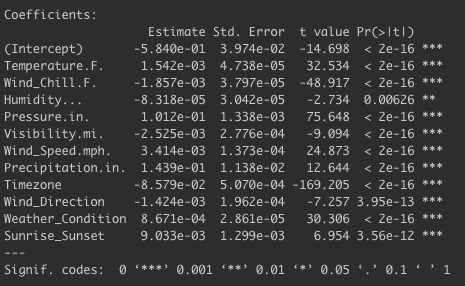 Coefficients:
Estimate Std. Error t value Pr(>|t|)
(Intercept) -5.840e-01 3.974e-02 -14.698 < 2e-16 ***
Temperature.F. 1.542e-03 4.738e-05 32.534 < 2e-16 ***
Wind_Chill.F. -1.857e-03 3.797e-05 -48.917 < 2e-16 ***
Humidity... -8.318e-05 3.042e-05 -2.734 0.00626 **
Pressure.in. 1.012e-01 1.338e-03 75.648 < 2e-16 ***
Visibility.mi. -2.525e-02 2.776e-04 -9.094 < 2e-16 ***
Wind_Speed.mph. 3.414e-03 1.373e-04 24.873 < 2e-16 ***
Precipitation.in. 1.439e-01 1.138e-02 12.644 < 2e-16 ***
Timezone -8.579e-02 5.070e-04 -169.205 < 2e-16 ***
Wind_Direction -1.424e-03 1.962e-04 -7.257 3.95e-13 ***
Weather_Condition 8.671e-04 2.861e-05 30.306 < 2e-16 ***
Sunrise_Sunset 9.033e-03 1.299e-03 6.954 3.56e-12 ***
---
Signif. codes: 0 ‘***’ 0.001 ‘**’ 0.01 ‘*’ 0.05 ‘.’ 0.1 ‘ ’ 1